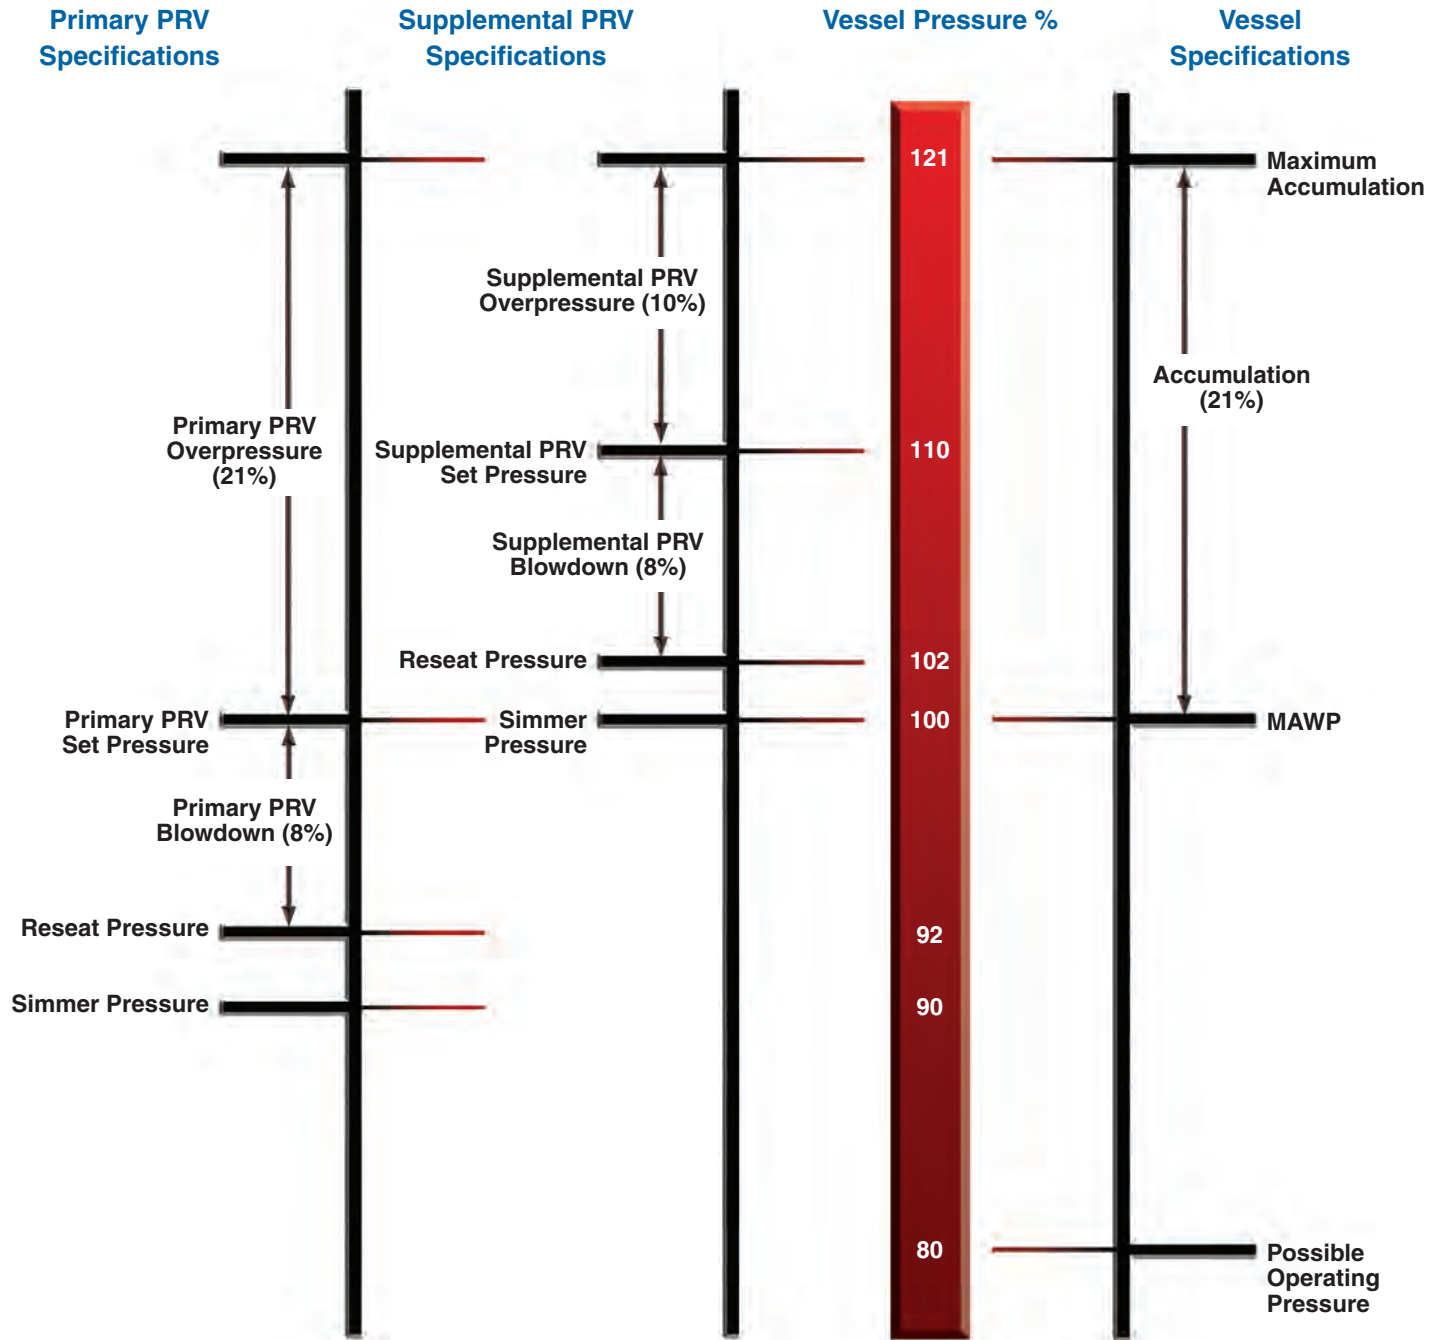 Primary PRV
Specifications
Supplemental PRV
Specifications
Vessel Pressure %
Vessel
Specifications
121
Maximum
Accumulation
Supplemental PRV
Overpressure (10%)
Accumulation
(21%)
Primary PRV
Overpressure
(21%)
Supplemental PRV
Set Pressure
110
Supplemental PRV
Blowdown (8%)
Reseat Pressure
102
Primary PRV
Set Pressure
Simmer
Pressure
100
MAWP
Primary PRV
Blowdown (8%)
Reseat Pressure
92
Simmer Pressure
90
80
Possible
Operating
Pressure